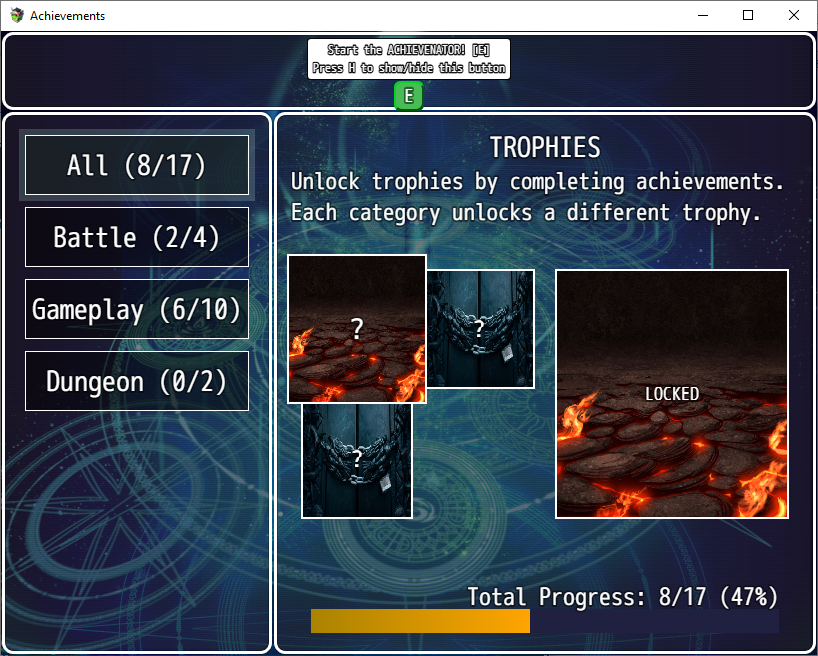 Achievements
Start the ACHIEVENATOR! [E]
Press H to show/hide this button
E
All (8/17)
Battle (2/4)
Gameplay (6/10)
Dungeon (0/2)
TROPHIES
Unlock trophies by completing achievements.
Each category unlocks a different trophy.
?
?
?
LOCKED
Total Progress: 8/17 (47%)